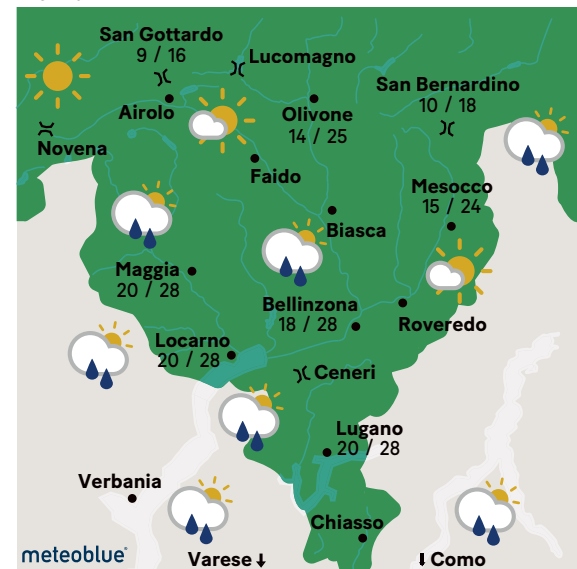 San Gottardo
9 / 16
Lucomagno
San Bernardino
10 / 18
Airolo
Olivone
14 / 25
Novena
Faido
Mesocco
15 / 24
Biasca
Maggia
20 / 28
Bellinzona
18 / 28
Roveredo
Locarno
20 / 28
Ceneri
Lugano
20 / 28
Verbania
Chiasso
meteoblue®
Varese ↓
⬇ Como